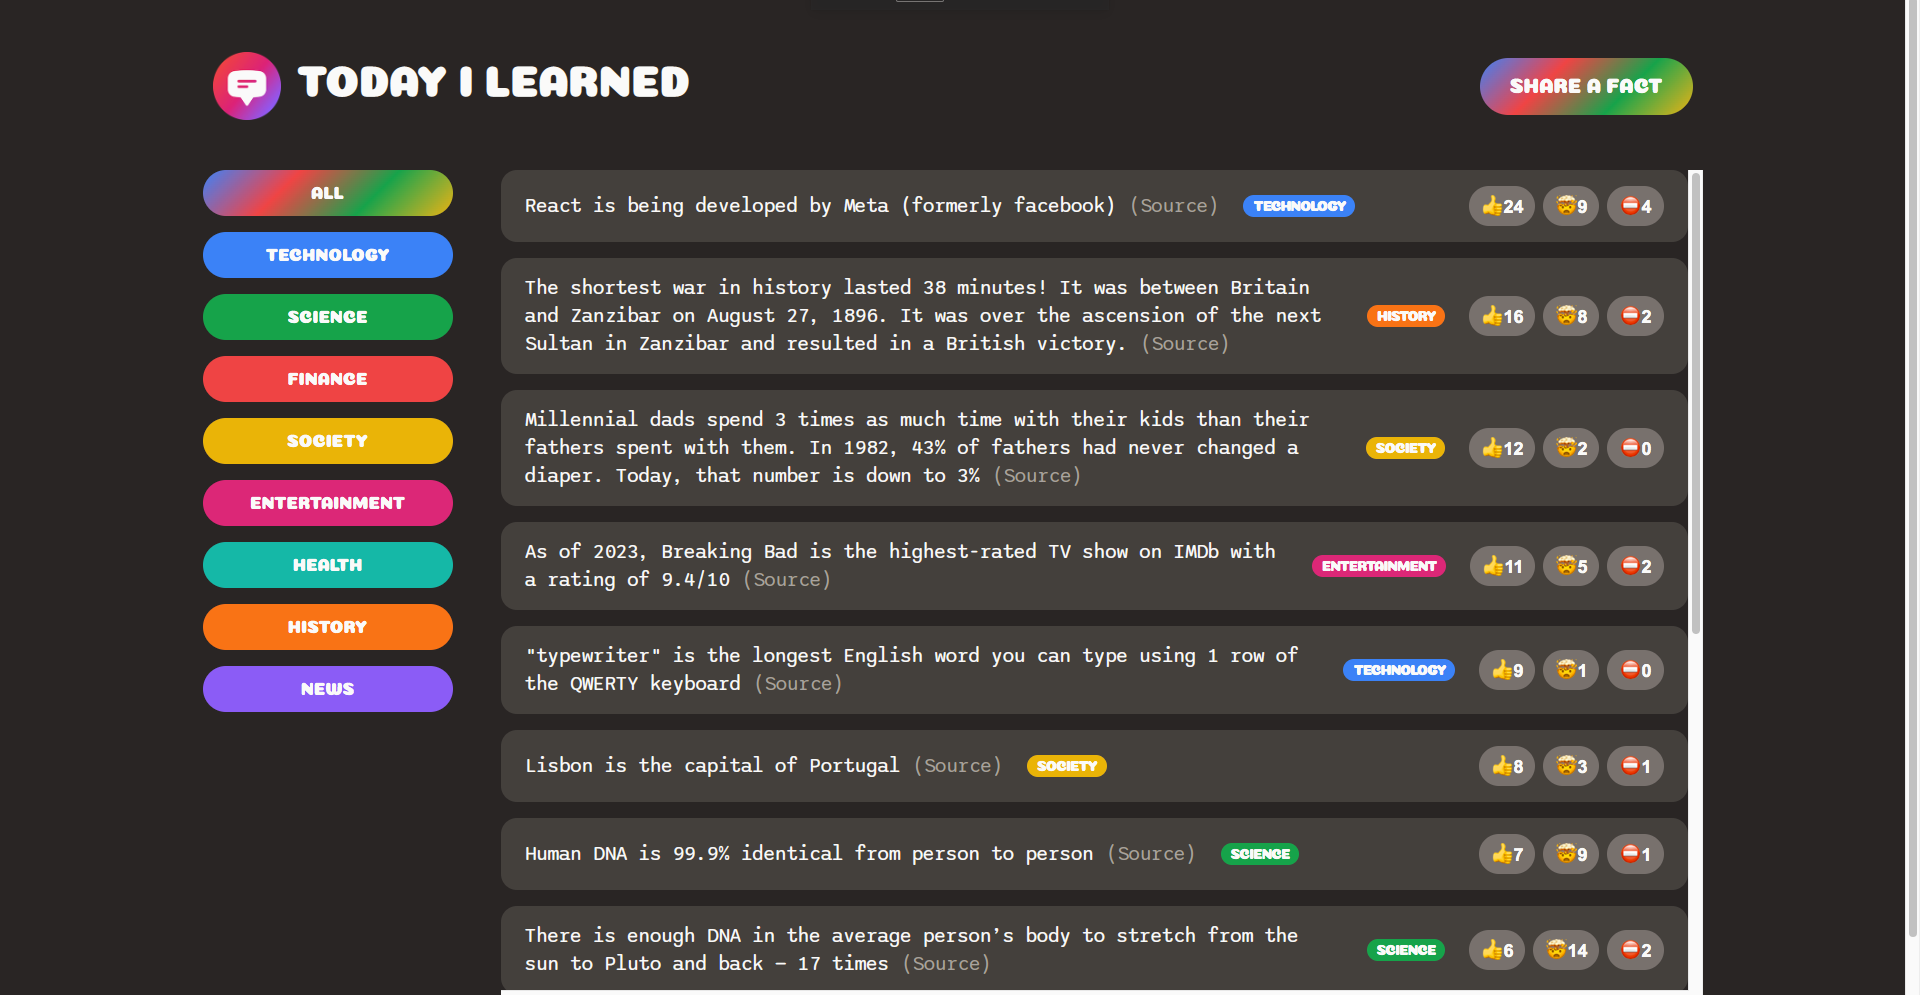 TODAY I LEARNED
SHARE A FACT
ALL
TECHNOLOGY
SCIENCE
FINANCE
SOCIETY
ENTERTAINMENT
HEALTH
HISTORY
NEWS
React is being developed by Meta (formerly facebook) (Source) TECHNOLOGY 👍24 🤯9 ⛔4
The shortest war in history lasted 38 minutes! It was between Britain
and Zanzibar on August 27, 1896. It was over the ascension of the next
Sultan in Zanzibar and resulted in a British victory. (Source)
HISTORY 👍16 🤯8 ⛔2
Millennial dads spend 3 times as much time with their kids than their
fathers spent with them. In 1982, 43% of fathers had never changed a
diaper. Today, that number is down to 3% (Source)
SOCIETY 👍12 🤯2 ⛔0
As of 2023, Breaking Bad is the highest-rated TV show on IMDb with
a rating of 9.4/10 (Source)
ENTERTAINMENT 👍11 🤯5 ⛔2
"typewriter" is the longest English word you can type using 1 row of
the QWERTY keyboard (Source)
TECHNOLOGY 👍9 🤯1 ⛔0
Lisbon is the capital of Portugal (Source) SOCIETY 👍8 🤯3 ⛔1
Human DNA is 99.9% identical from person to person (Source) SCIENCE 👍7 🤯9 ⛔1
There is enough DNA in the average person’s body to stretch from the
sun to Pluto and back — 17 times (Source)
SCIENCE 👍6 🤯14 ⛔2